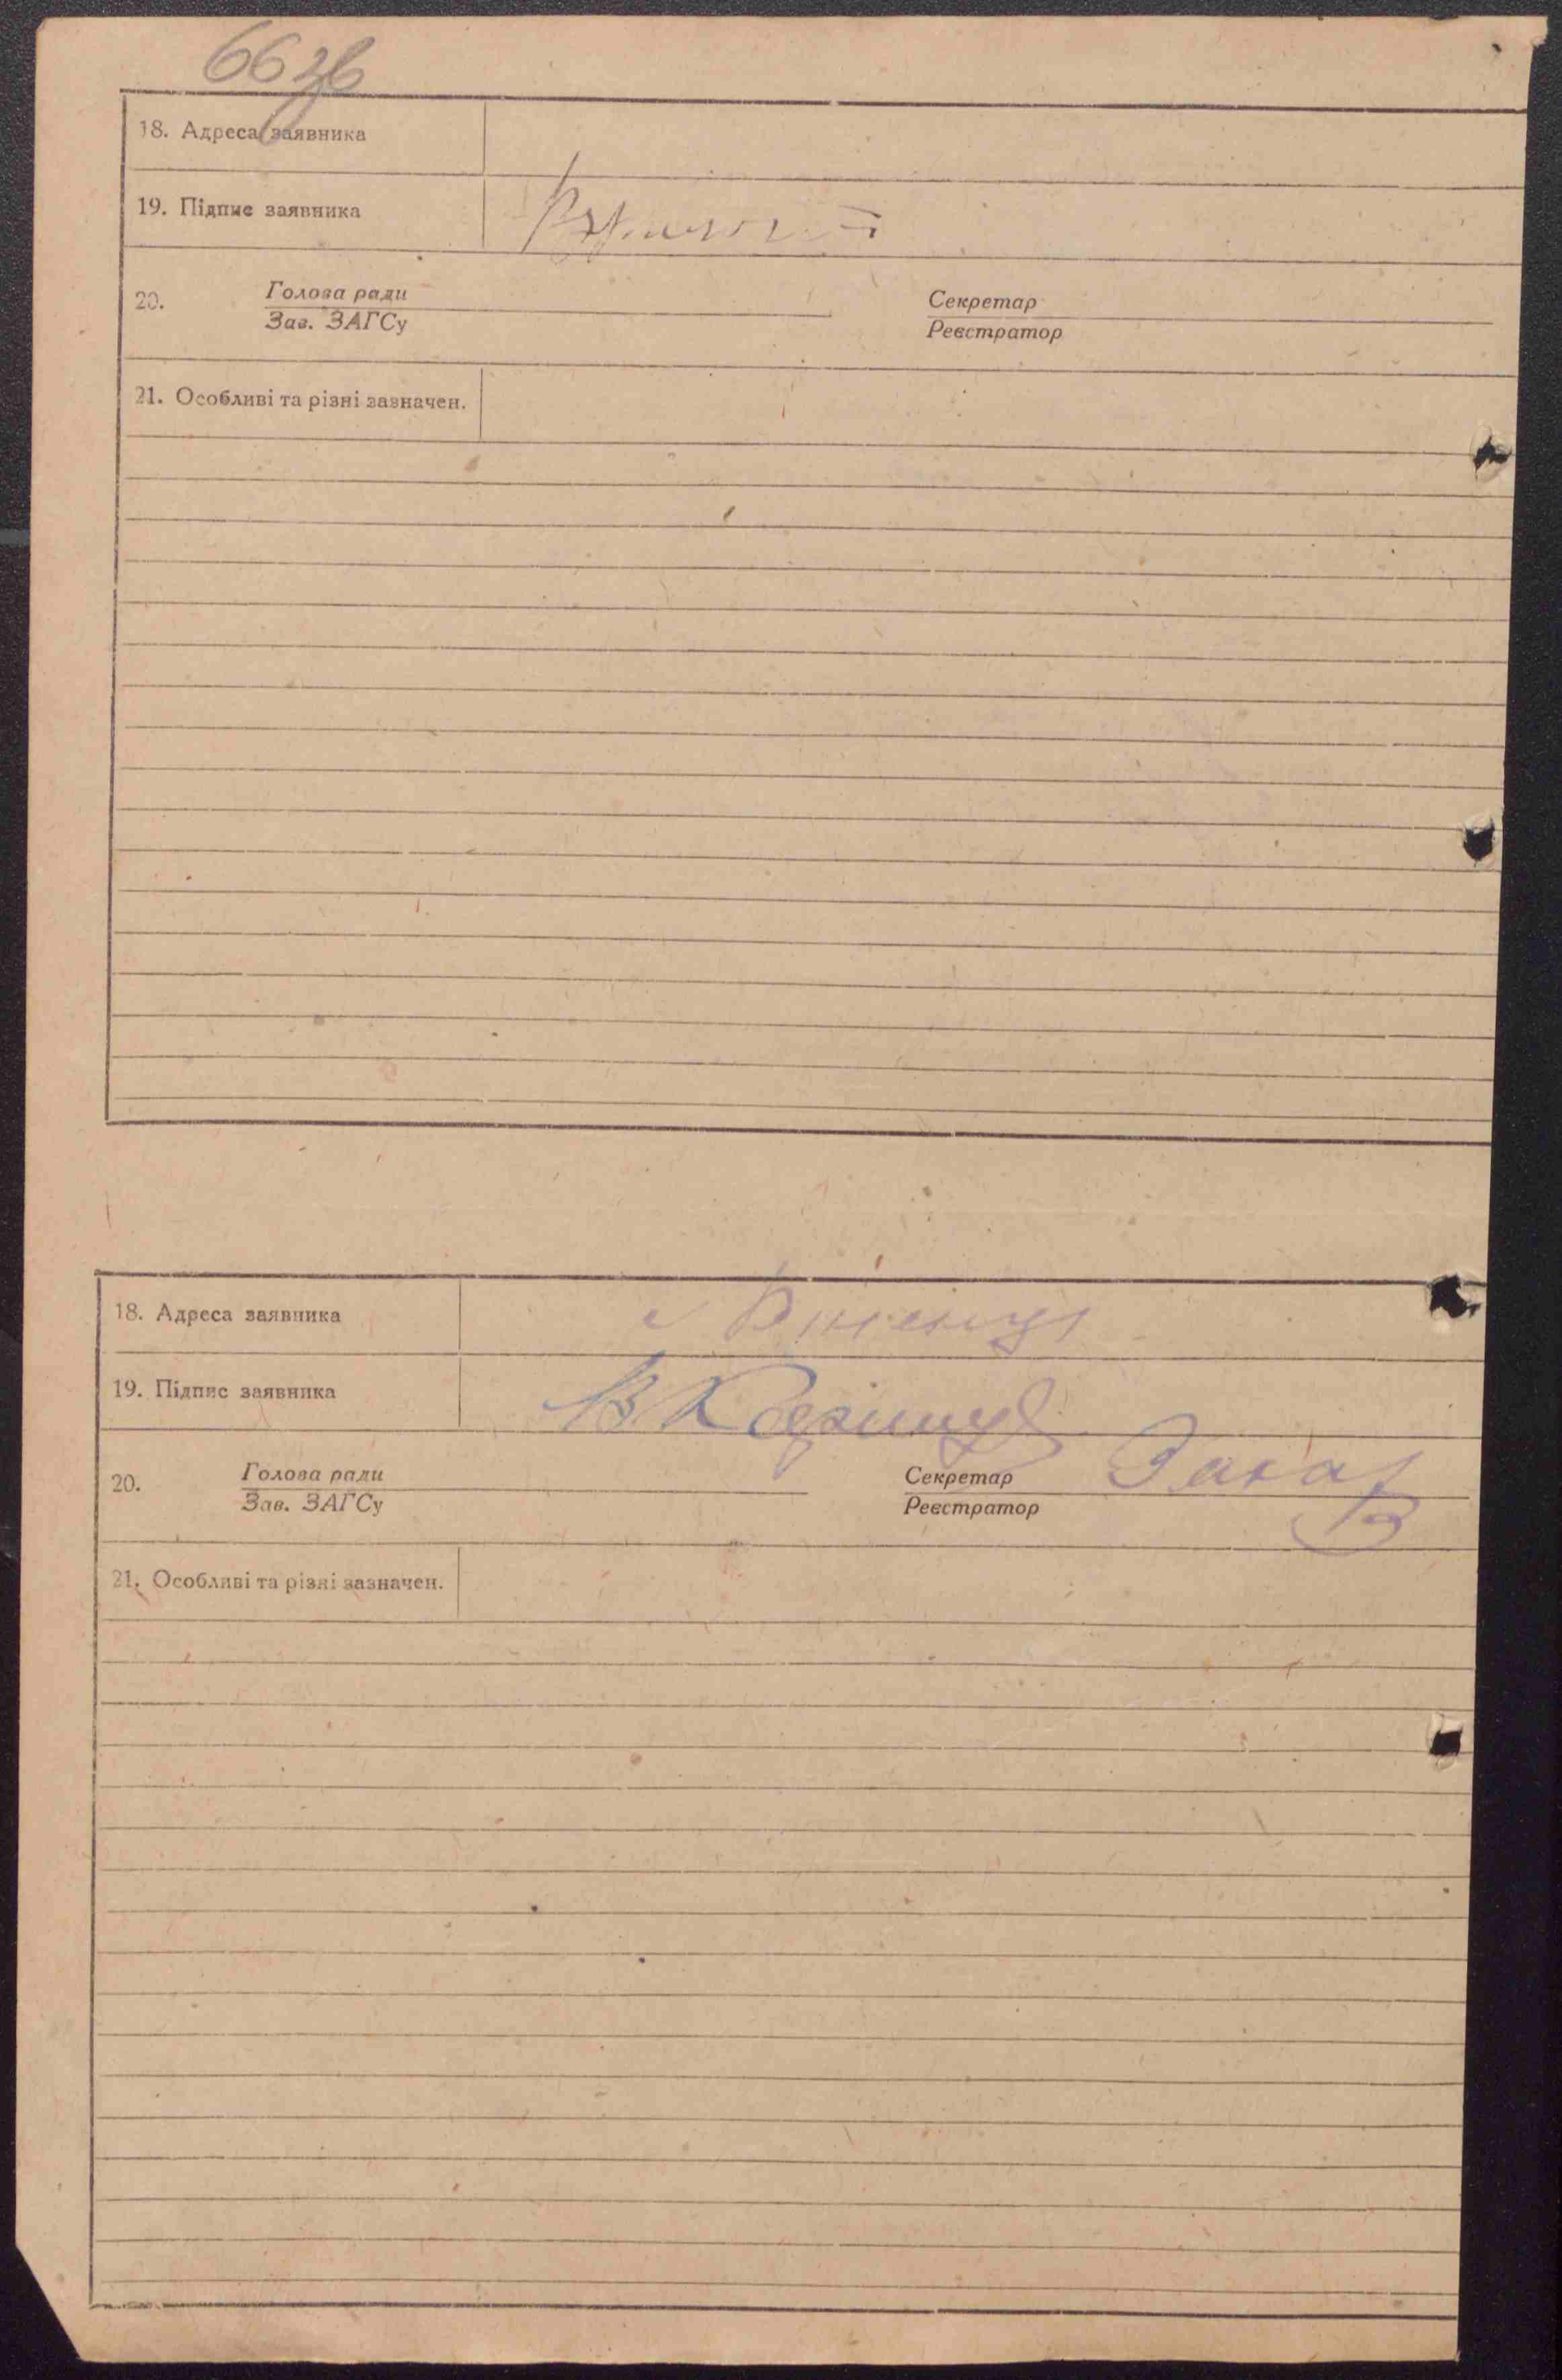 66зв
18. Адреса заявника
19. Підпис заявника
20. Голова ради Секретар
Зав. ЗАГСу Реєстратор
21. Особливі та різні зазначен.
18. Адреса заявника с
19. Підпис заявника
20. Голова ради Секретар
Зав. ЗАГСу Реєстратор
21. Особливі та різні зазначен.